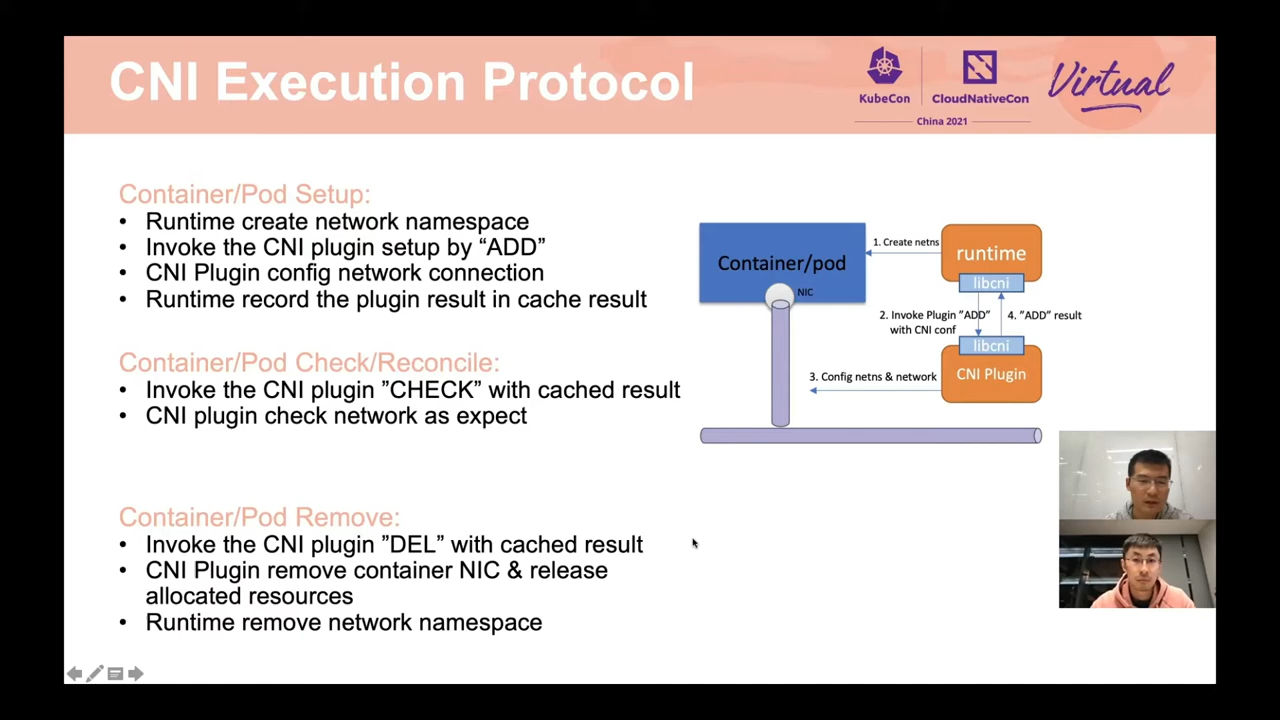 CNI Execution Protocol
KubeCon
CloudNativeCon
Virtual
China 2021
Container/Pod Setup:
• Runtime create network namespace
• Invoke the CNI plugin setup by “ADD”
• CNI Plugin config network connection
• Runtime record the plugin result in cache result
Container/Pod Check/Reconcile:
• Invoke the CNI plugin ”CHECK” with cached result
• CNI plugin check network as expect
Container/Pod Remove:
• Invoke the CNI plugin ”DEL” with cached result
• CNI Plugin remove container NIC & release
allocated resources
• Runtime remove network namespace
Container/pod
NIC
1. Create netns
runtime
libcni
2. Invoke Plugin ”ADD”
with CNI conf
4. ”ADD” result
libcni
CNI Plugin
3. Config netns & network